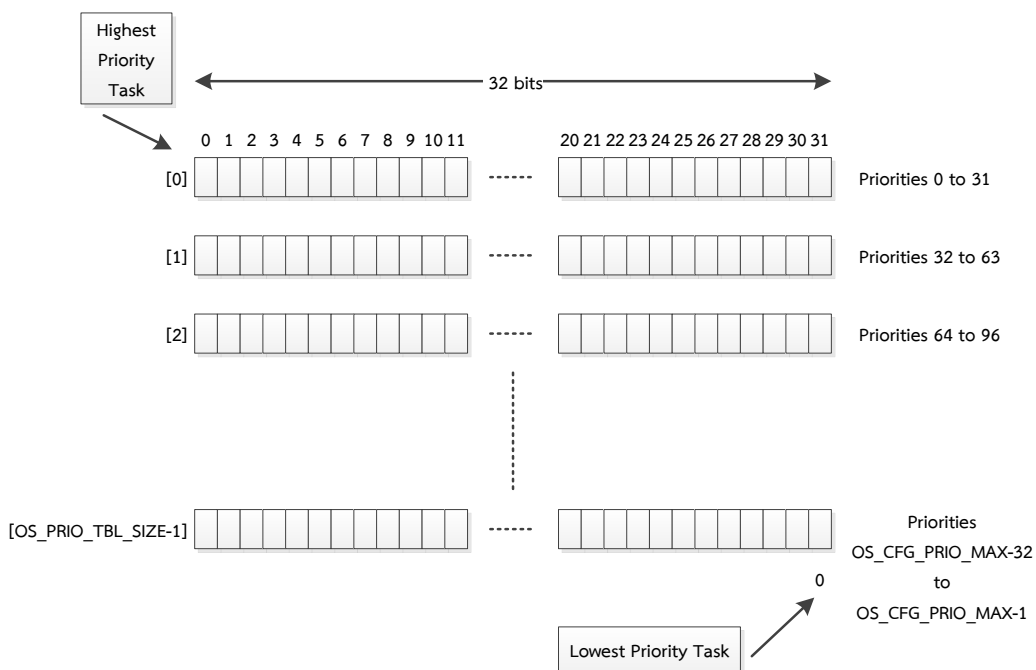 Highest
Priority
Task
32 bits
0 1 2 3 4 5 6 7 8 9 10 11 20 21 22 23 24 25 26 27 28 29 30 31
[0] Priorities 0 to 31
[1] Priorities 32 to 63
[2] Priorities 64 to 96
[OS_PRIO_TBL_SIZE-1] Priorities
OS_CFG_PRIO_MAX-32
0 to
OS_CFG_PRIO_MAX-1
Lowest Priority Task